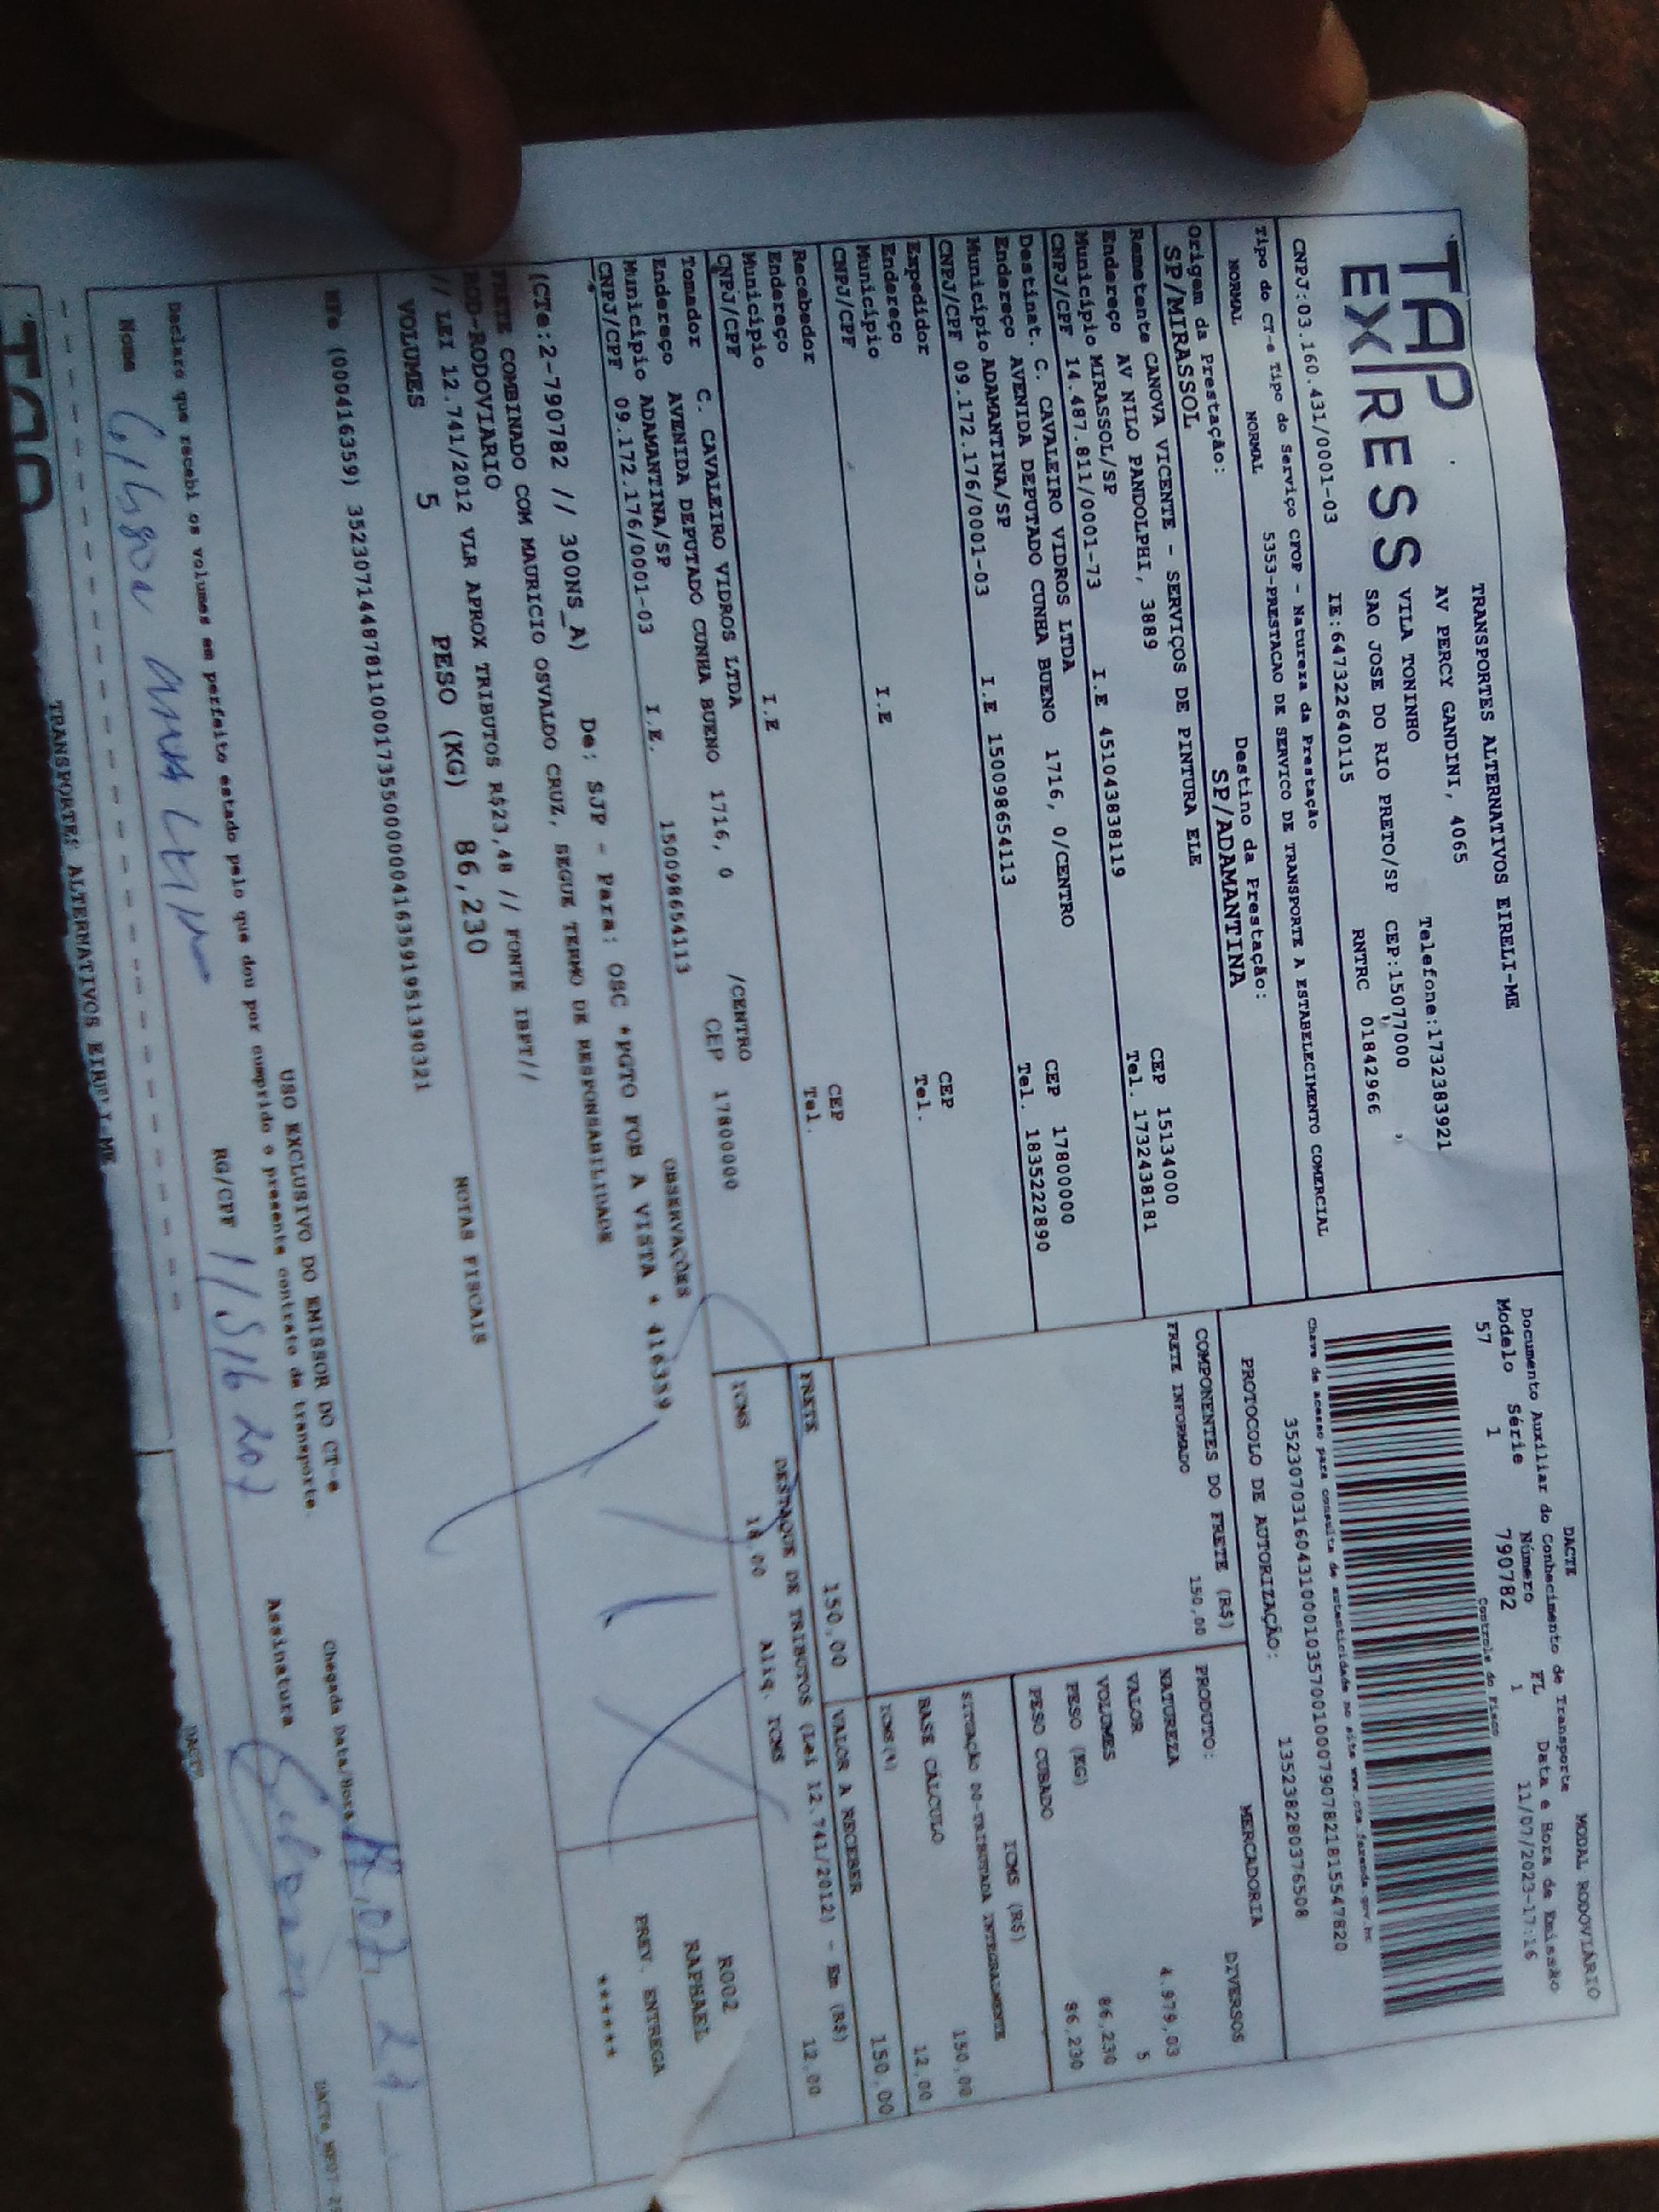 TAP
EXPRESS
TRANSPORTES ALTERNATIVOS EIRELI-ME
AV PERCY GANDINI, 4065
VILA TONINHO
Telefone:1732383921
SAO JOSE DO RIO PRETO/SP CEP:15077000
CNPJ:03.160.431/0001-03 IE:647322640115 RNTRC 01842966
Tipo do CT-e Tipo do Serviço CFOP - Natureza da Prestação
NORMAL NORMAL 5353-PRESTACAO DE SERVICO DE TRANSPORTE A ESTABELECIMENTO COMERCIAL
Origem da Prestação: Destino da Prestação:
SP/MIRASSOL SP/ADAMANTINA
Remetente CANOVA VICENTE - SERVIÇOS DE PINTURA ELE
Endereço AV NILO PANDOLPHI, 3889 CEP 15134000
Município MIRASSOL/SP Tel. 1732438181
CNPJ/CPF 14.487.811/0001-73 I.E 451043838119
Destinat. C. CAVALEIRO VIDROS LTDA
Endereço AVENIDA DEPUTADO CUNHA BUENO 1716, 0/CENTRO CEP 17800000
Município ADAMANTINA/SP Tel. 1835222890
CNPJ/CPF 09.172.176/0001-03 I.E 150098654113
Expedidor
Endereço CEP
Município Tel.
CNPJ/CPF I.E
Recebedor
Endereço CEP
Município Tel.
CNPJ/CPF I.E
Tomador C. CAVALEIRO VIDROS LTDA
Endereço AVENIDA DEPUTADO CUNHA BUENO 1716, 0 /CENTRO
Município ADAMANTINA/SP CEP 17800000
CNPJ/CPF 09.172.176/0001-03 I.E. 150098654113
DACTE MODAL RODOVIÁRIO
Documento Auxiliar do Conhecimento de Transporte
Modelo Série Número FL Data e Hora da Emissão
57 1 790782 1 11/07/2023-17:16
Controle do Fisco
Chave de acesso para consulta de autenticidade no site www.cte.fazenda.gov.br
35230703160431000103570010007907821815547820
PROTOCOLO DE AUTORIZAÇÃO: 135238280376508
COMPONENTES DO FRETE (R$)
FRETE INFORMADO 150,00
MERCADORIA
PRODUTO: DIVERSOS
NATUREZA
VALOR 4.979,03
VOLUMES 5
PESO (KG) 86,230
PESO CUBADO 86,230
ICMS (R$)
SITUAÇÃO 00-TRIBUTADA INTEGRALMENTE
BASE CÁLCULO 150,00
ICMS(%) 12,00
FRETE 150,00 VALOR A RECEBER 150,00
DESTAQUE DE TRIBUTOS (Lei 12.741/2012) - Em (R$)
ICMS 18,00 Aliq. ICMS 12,00
OBSERVAÇÕES
(CTe:2-790782 // 300NS_A) De: SJP - Para: OSC *PGTO FOB A VISTA * 416359
COMBINADO COM MAURICIO OSVALDO CRUZ, SEGUE TERMO DE RESPONSABILIDADE
ROD-RODOVIARIO
// LEI 12.741/2012 VLR APROX TRIBUTOS R$23,48 // FONTE IBPT//
R002
RAPHAEL
PREV. ENTREGA
******
VOLUMES 5 PESO (KG) 86,230
NOTAS FISCAIS
NFe (000416359) 35230714487811000173550000004163591951390321
USO EXCLUSIVO DO EMISSOR DO CT-e
Declaro que recebi os volumes em perfeito estado pelo que dou por cumprido o presente contrato de transporte.
Chegada Data/Hora
Nome RG/CPF Assinatura
TRANSPORTES ALTERNATIVOS EIRELI-ME
DACTE